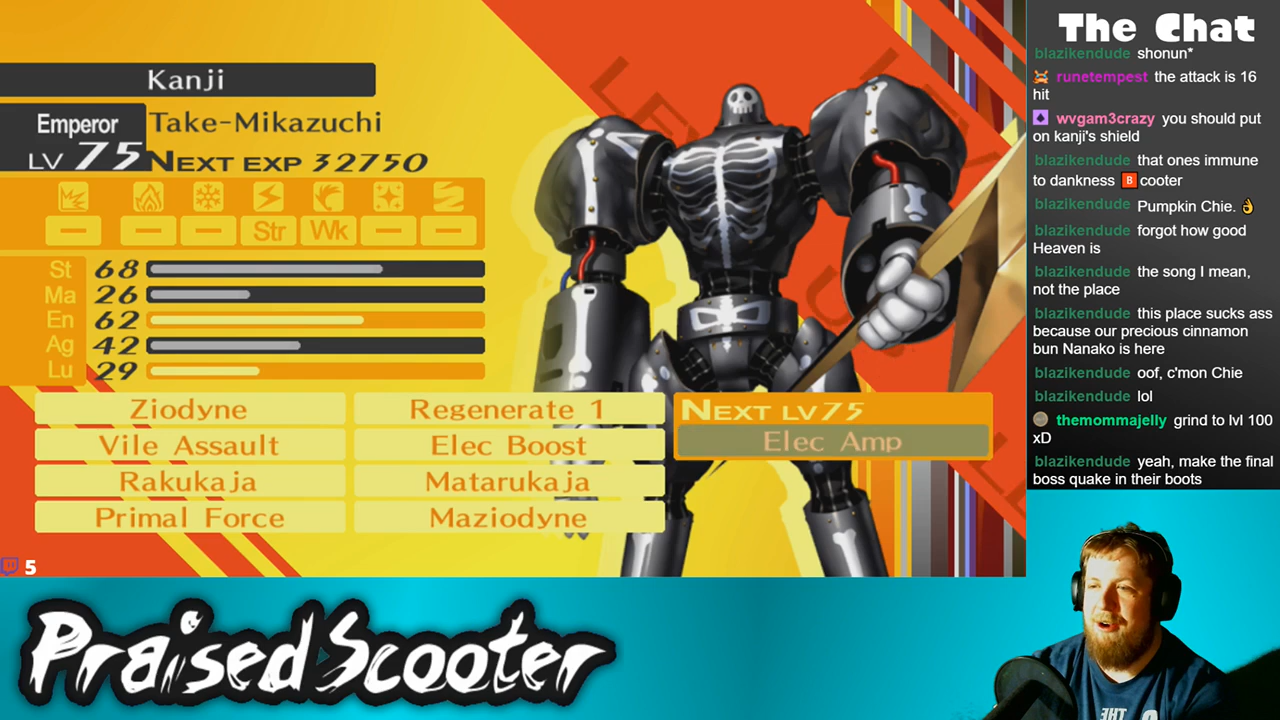 Kanji
Emperor
Take-Mikazuchi
LV 75
NEXT EXP 32750
— — — Str Wk — —
St 68
Ma 26
En 62
Ag 42
Lu 29
Ziodyne
Regenerate 1
Vile Assault
Elec Boost
Rakukaja
Matarukaja
Primal Force
Maziodyne
NEXT LV75
Elec Amp
5
PraisedScooter
The Chat
blazikendude shonun*
runetempest the attack is 16
hit
wvgam3crazy you should put
on kanji's shield
blazikendude that ones immune
to dankness B cooter
blazikendude Pumpkin Chie. 👌
blazikendude forgot how good
Heaven is
blazikendude the song I mean,
not the place
blazikendude this place sucks ass
because our precious cinnamon
bun Nanako is here
blazikendude oof, c'mon Chie
blazikendude lol
themommajelly grind to lvl 100
xD
blazikendude yeah, make the final
boss quake in their boots
THE